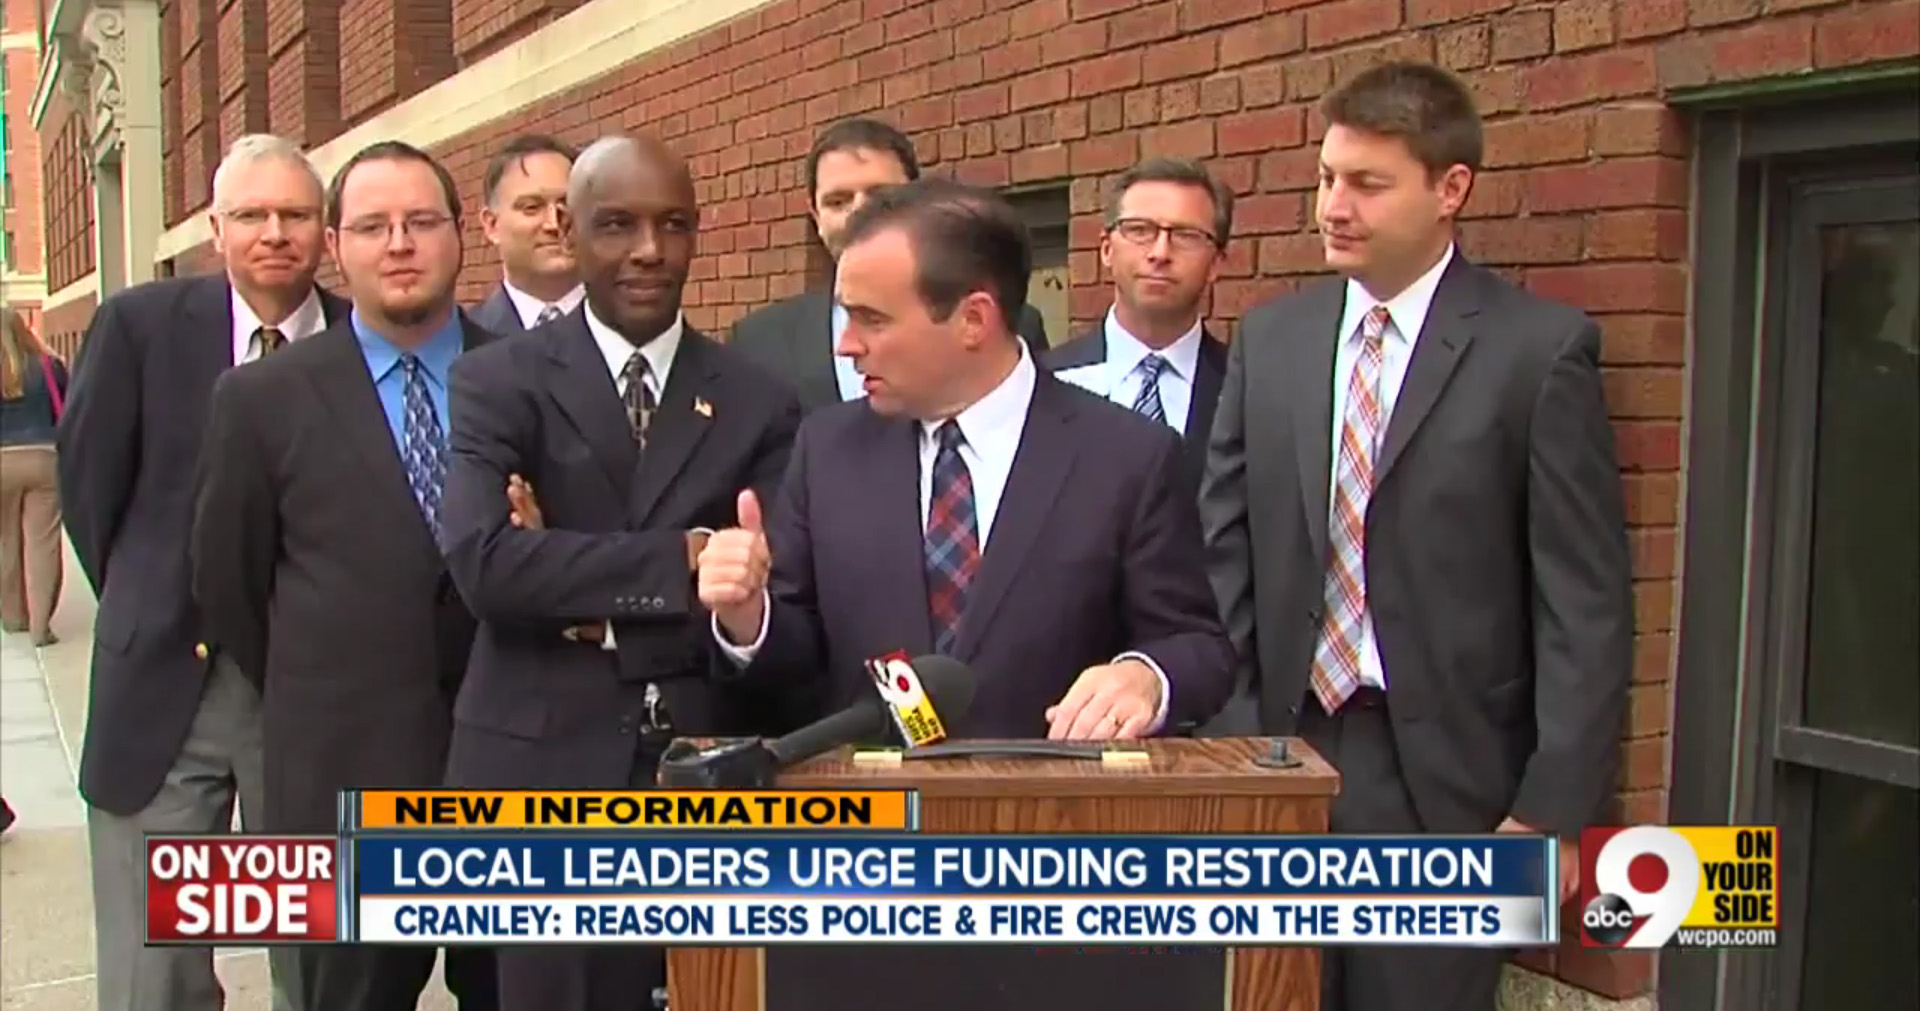 NEW INFORMATION
ON YOUR
SIDE
LOCAL LEADERS URGE FUNDING RESTORATION
CRANLEY: REASON LESS POLICE & FIRE CREWS ON THE STREETS
abc
9
ON
YOUR
SIDE
wcpo.com
9